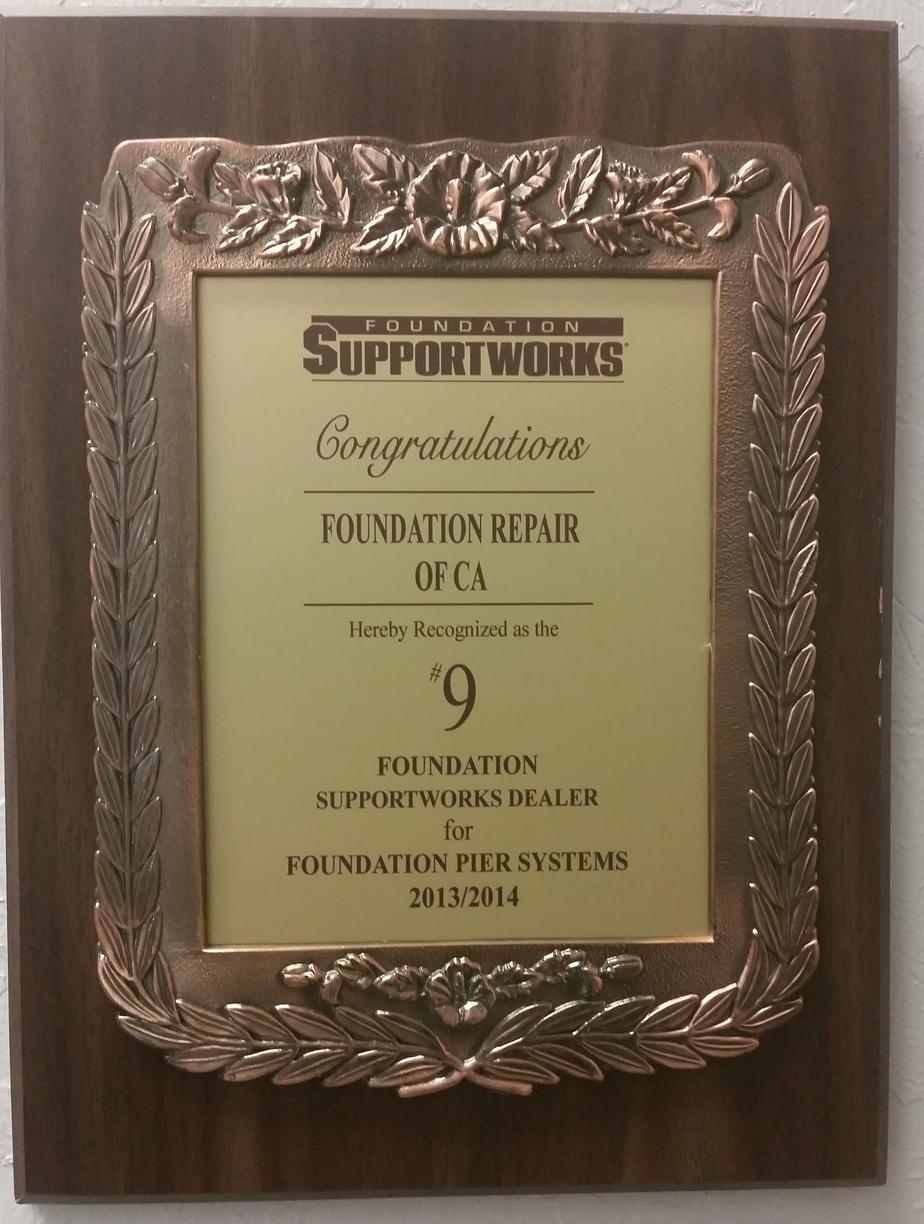 FOUNDATION
SUPPORTWORKS
Congratulations
FOUNDATION REPAIR
OF CA
Hereby Recognized as the
#9
FOUNDATION
SUPPORTWORKS DEALER
for
FOUNDATION PIER SYSTEMS
2013/2014